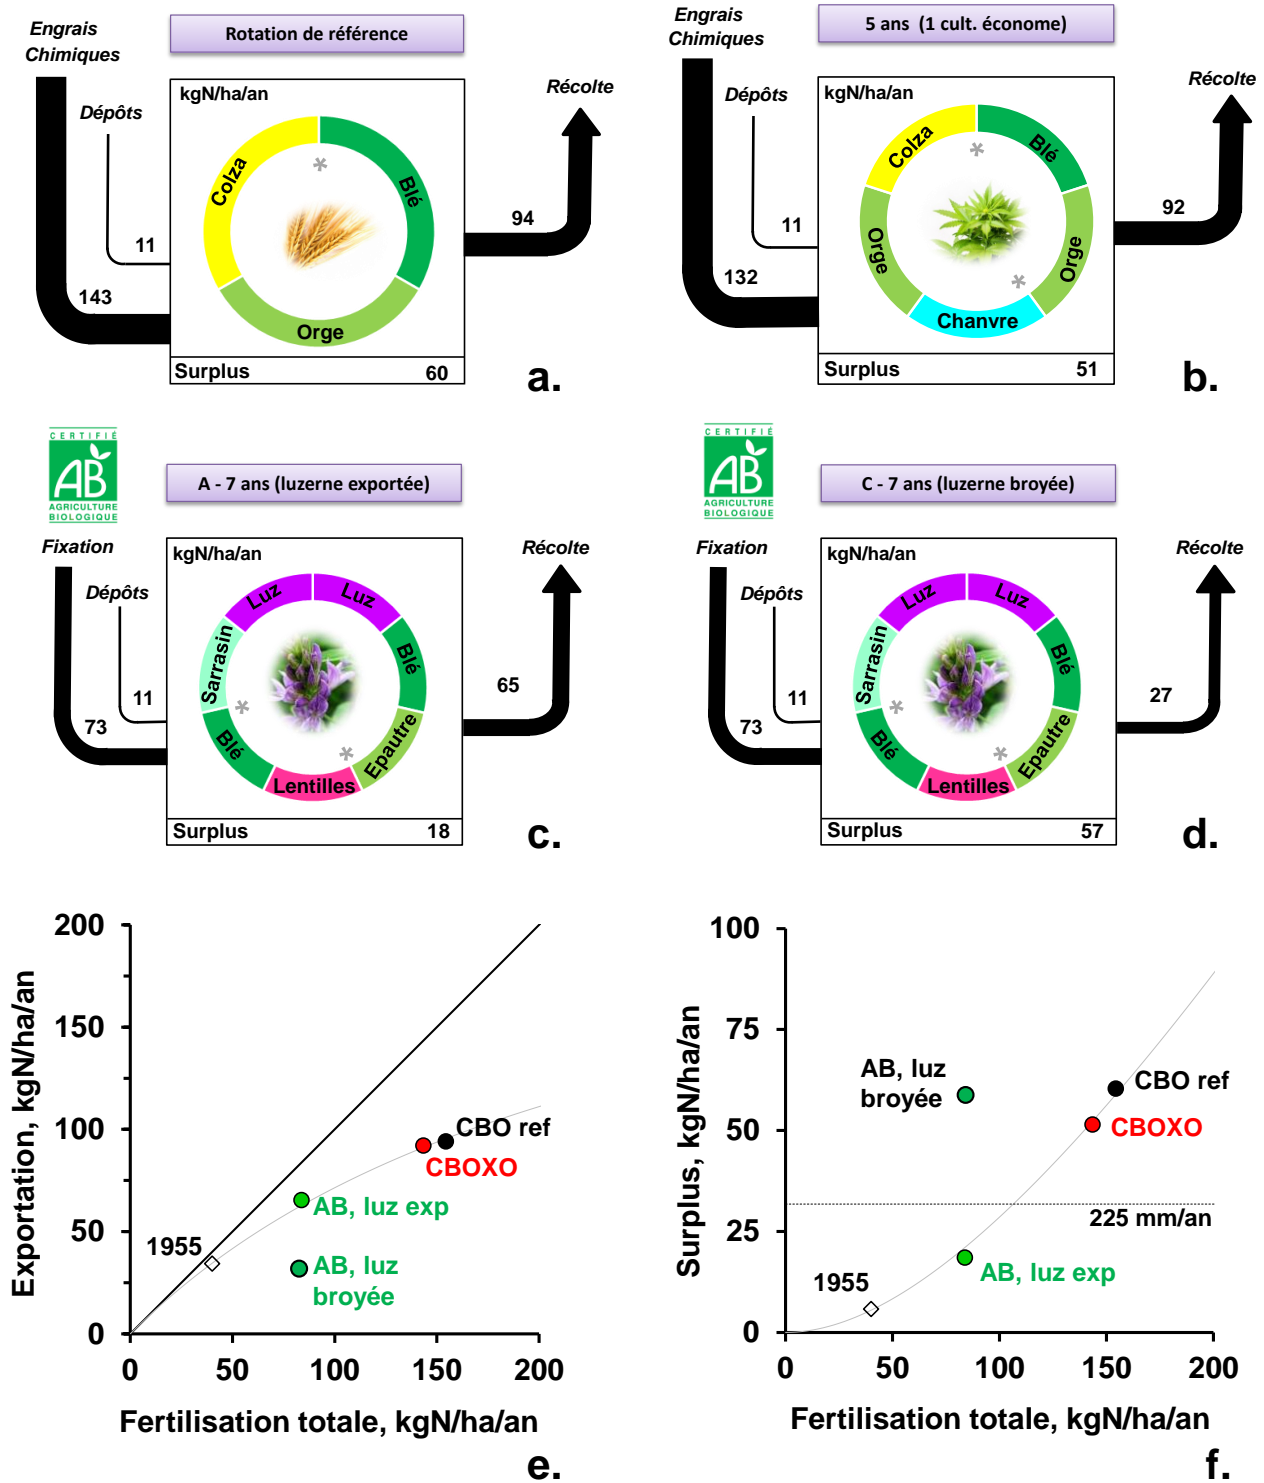 Engrais
Chimiques
Rotation de référence
Dépôts
kgN/ha/an
Récolte
Colza
Blé
*
11
94
143
Orge
Surplus 60
a.
Engrais
Chimiques
5 ans (1 cult. économe)
Dépôts
kgN/ha/an
Récolte
Colza
Blé
*
11
92
Orge
Orge
132
*
Chanvre
Surplus 51
b.
CERTIFIÉ
AB
AGRICULTURE
BIOLOGIQUE
A - 7 ans (luzerne exportée)
Fixation
kgN/ha/an
Récolte
Dépôts
Luz
Luz
Sarrasin
Blé
11
65
73
*
Blé
*
Epautre
Lentilles
Surplus 18
c.
CERTIFIÉ
AB
AGRICULTURE
BIOLOGIQUE
C - 7 ans (luzerne broyée)
Fixation
kgN/ha/an
Récolte
Dépôts
Luz
Luz
Sarrasin
Blé
11
27
73
*
Blé
*
Epautre
Lentilles
Surplus 57
d.
Exportation, kgN/ha/an
200
150
100
50
0
CBO ref
CBOXO
AB, luz exp
1955
AB, luz
broyée
0 50 100 150 200
Fertilisation totale, kgN/ha/an
e.
Surplus, kgN/ha/an
100
75
50
25
0
AB, luz
broyée
CBO ref
CBOXO
225 mm/an
AB, luz exp
1955
0 50 100 150 200
Fertilisation totale, kgN/ha/an
f.